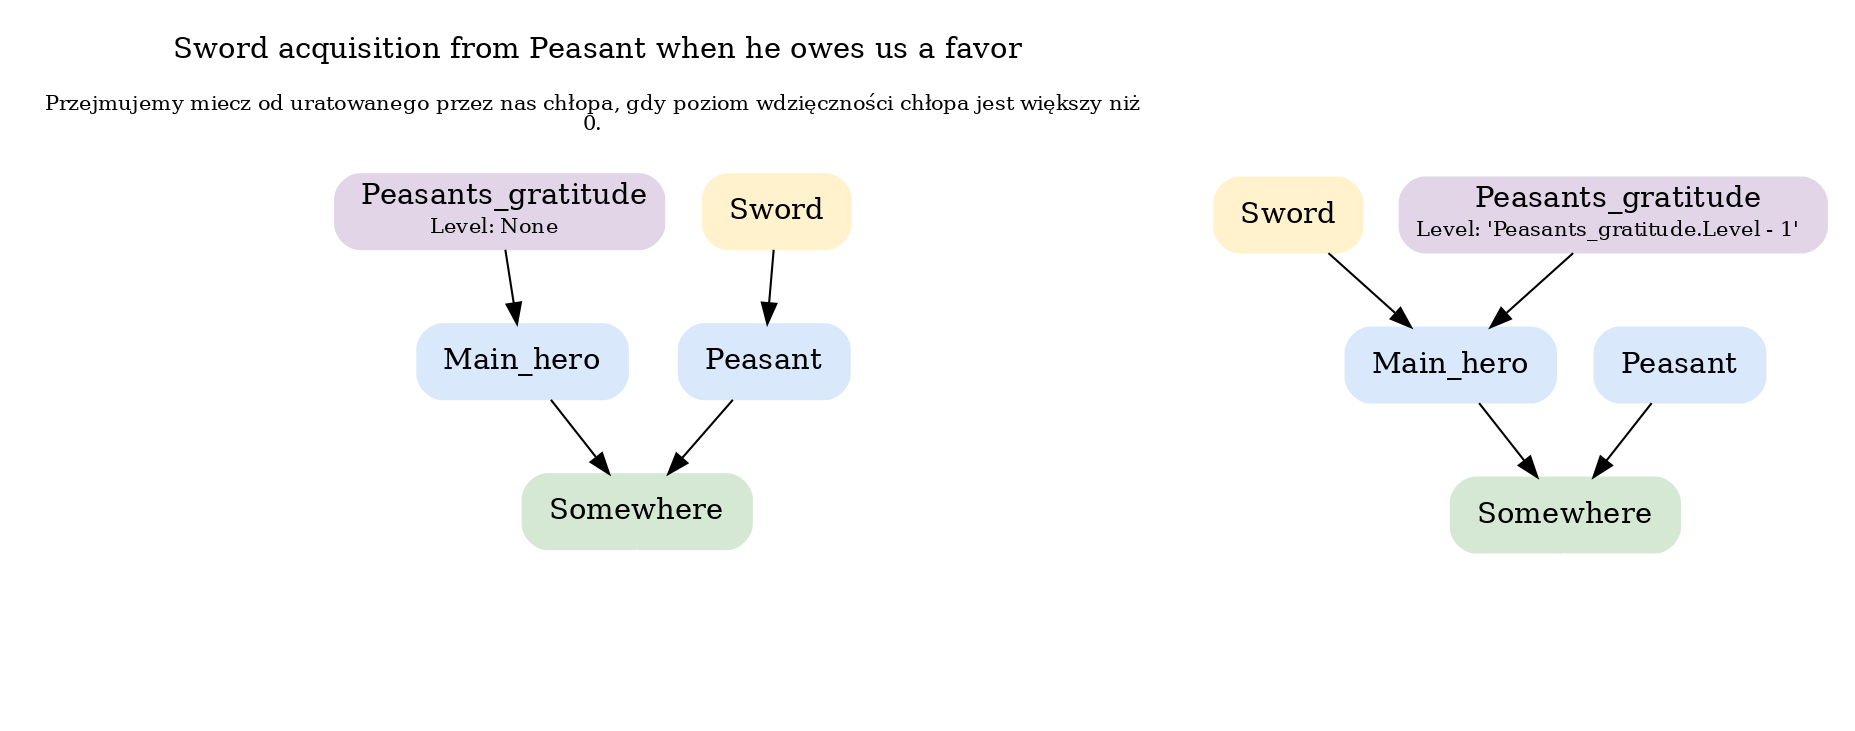 Sword acquisition from Peasant when he owes us a favor
Przejmujemy miecz od uratowanego przez nas chłopa, gdy poziom wdzięczności chłopa jest większy niż
0.
Peasants_gratitude
Level: None
Sword
Main_hero
Peasant
Somewhere
Sword
Peasants_gratitude
Level: 'Peasants_gratitude.Level - 1'
Main_hero
Peasant
Somewhere